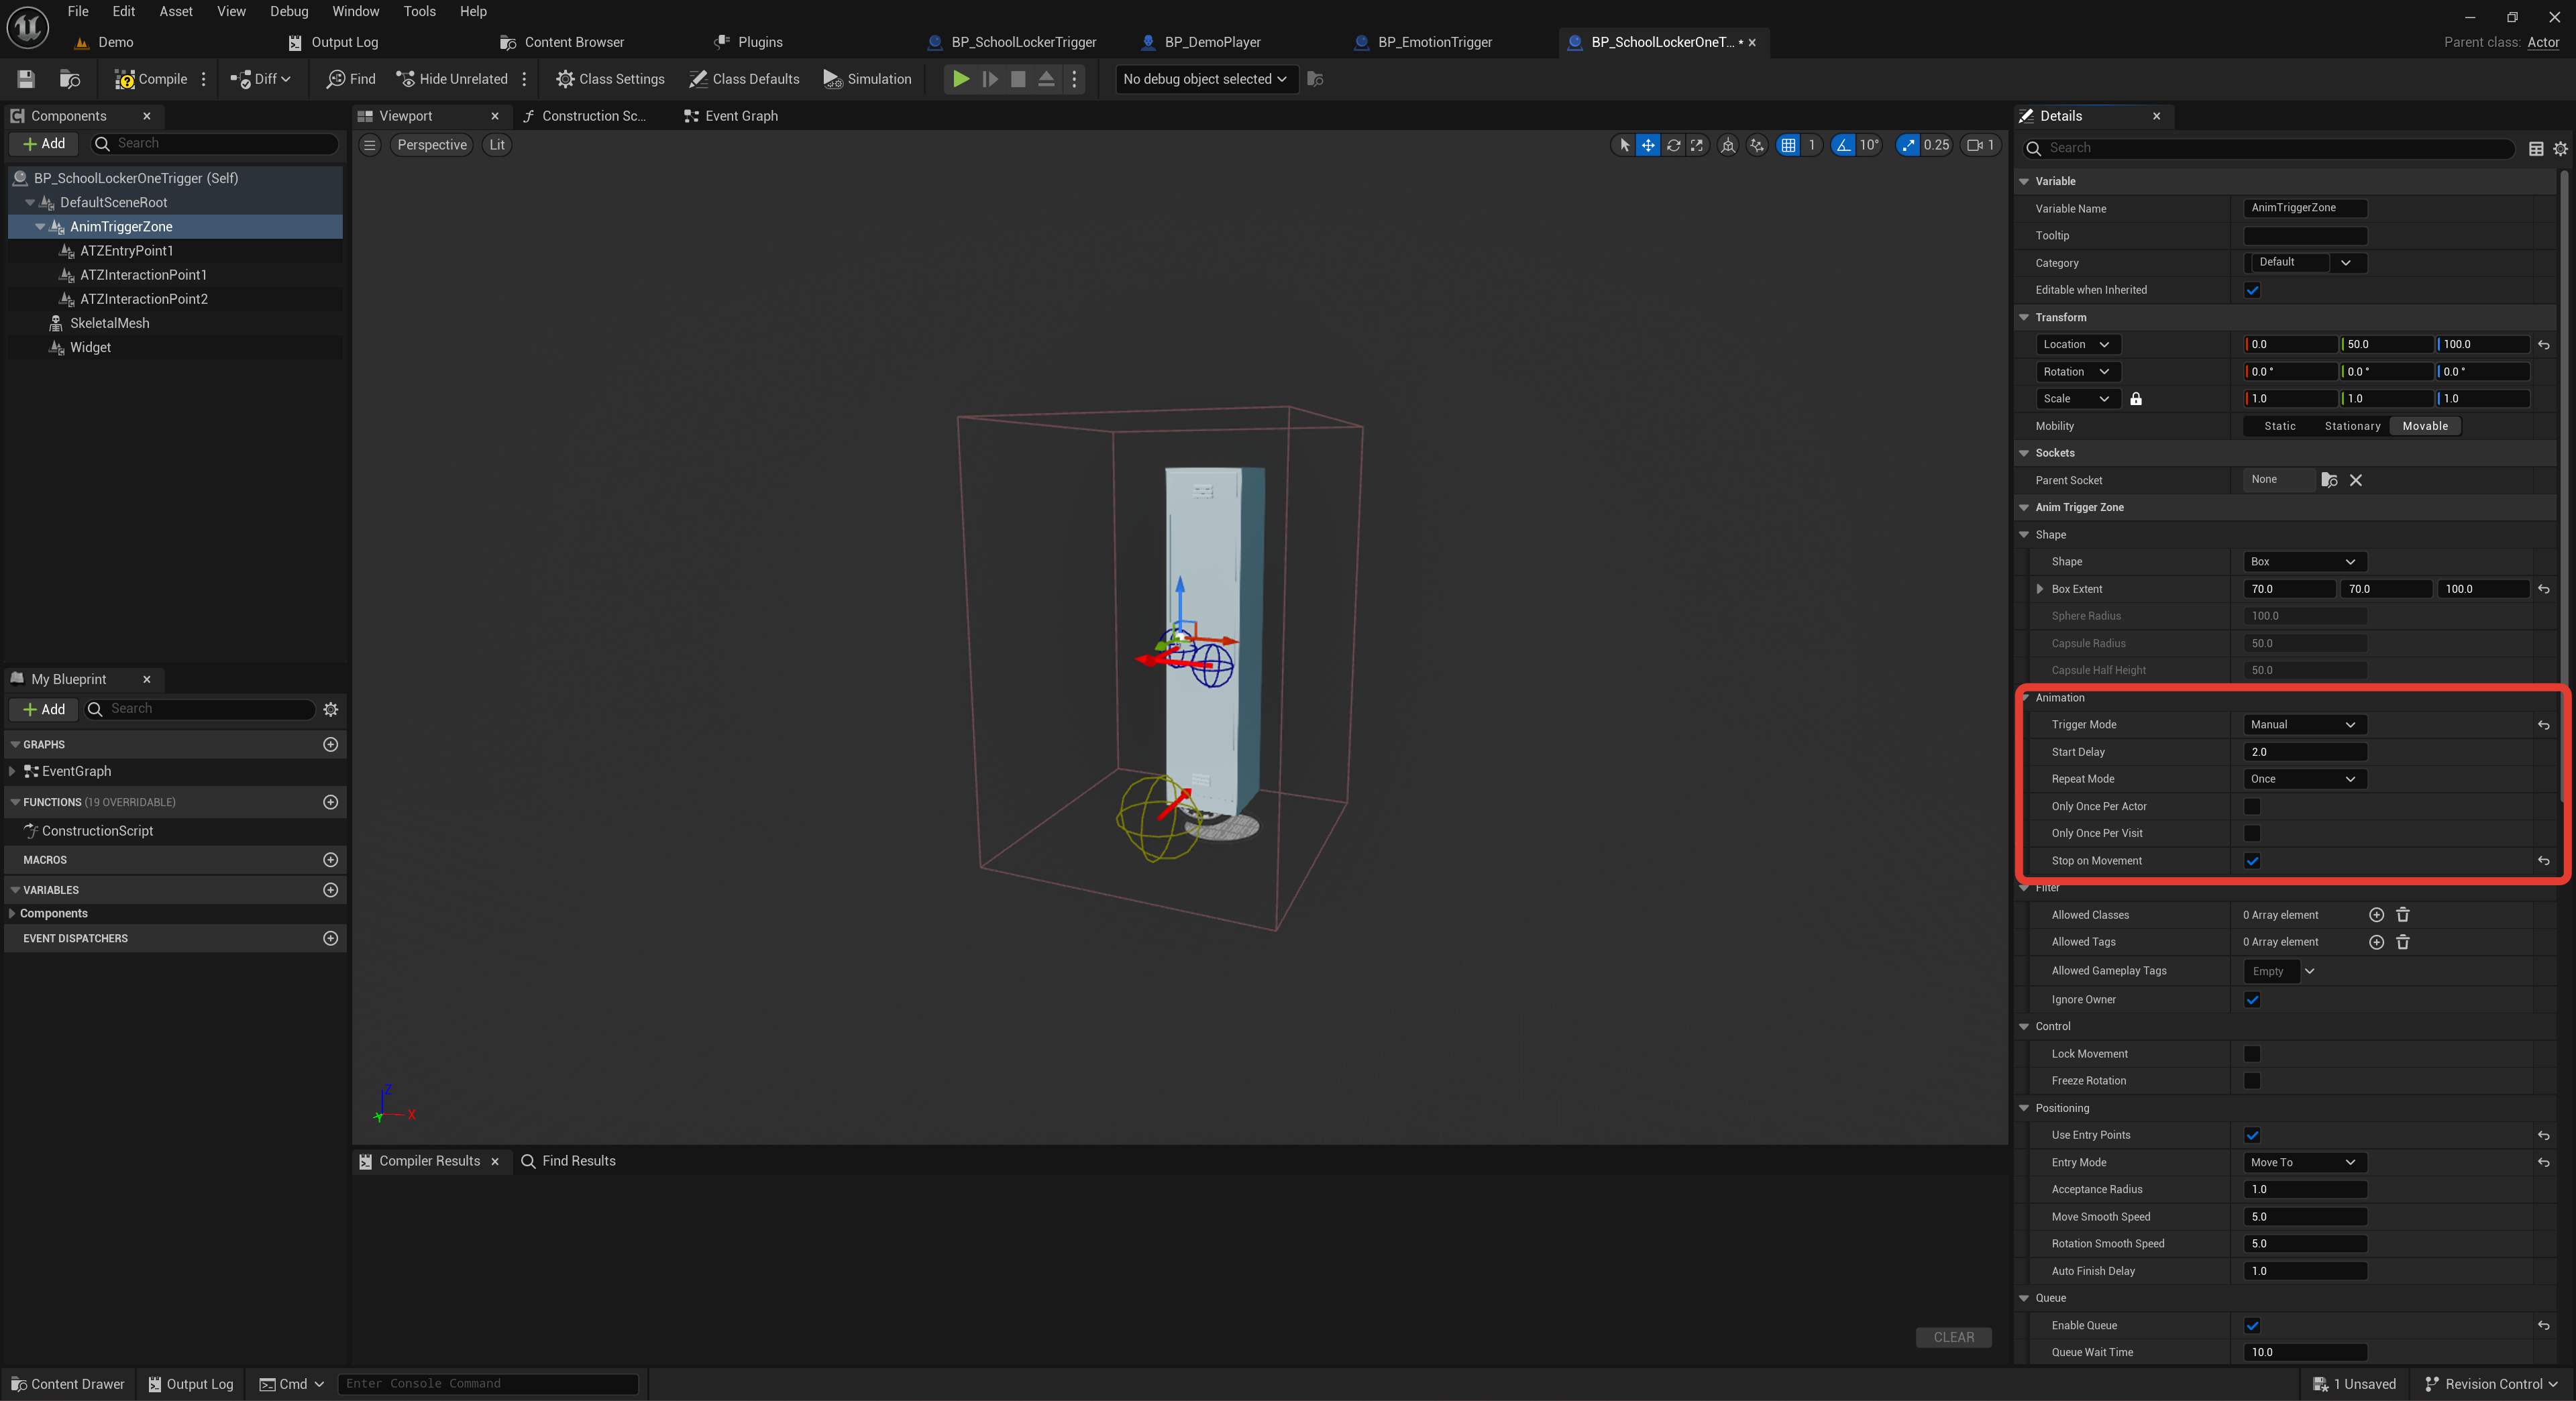 File Edit Asset View Debug Window Tools Help
Demo Output Log Content Browser Plugins BP_SchoolLockerTrigger BP_DemoPlayer BP_EmotionTrigger BP_SchoolLockerOneT... •
Parent class: Actor
Compile Diff Find Hide Unrelated Class Settings Class Defaults Simulation No debug object selected
Components
Add Search
BP_SchoolLockerOneTrigger (Self)
DefaultSceneRoot
AnimTriggerZone
ATZEntryPoint1
ATZInteractionPoint1
ATZInteractionPoint2
SkeletalMesh
Widget
My Blueprint
Add Search
GRAPHS
EventGraph
FUNCTIONS (19 OVERRIDABLE)
ConstructionScript
MACROS
VARIABLES
Components
EVENT DISPATCHERS
Viewport Construction Sc... Event Graph
Perspective Lit 1 10° 0.25 1
Z
X
Y
Compiler Results Find Results
CLEAR
Details
Search
Variable
Variable Name AnimTriggerZone
Tooltip
Category Default
Editable when Inherited
Transform
Location 0.0 50.0 100.0
Rotation 0.0 ° 0.0 ° 0.0 °
Scale 1.0 1.0 1.0
Mobility Static Stationary Movable
Sockets
Parent Socket None
Anim Trigger Zone
Shape
Shape Box
Box Extent 70.0 70.0 100.0
Sphere Radius 100.0
Capsule Radius 50.0
Capsule Half Height 50.0
Animation
Trigger Mode Manual
Start Delay 2.0
Repeat Mode Once
Only Once Per Actor
Only Once Per Visit
Stop on Movement
Filter
Allowed Classes 0 Array element
Allowed Tags 0 Array element
Allowed Gameplay Tags Empty
Ignore Owner
Control
Lock Movement
Freeze Rotation
Positioning
Use Entry Points
Entry Mode Move To
Acceptance Radius 1.0
Move Smooth Speed 5.0
Rotation Smooth Speed 5.0
Auto Finish Delay 1.0
Queue
Enable Queue
Queue Wait Time 10.0
Content Drawer Output Log Cmd Enter Console Command 1 Unsaved Revision Control